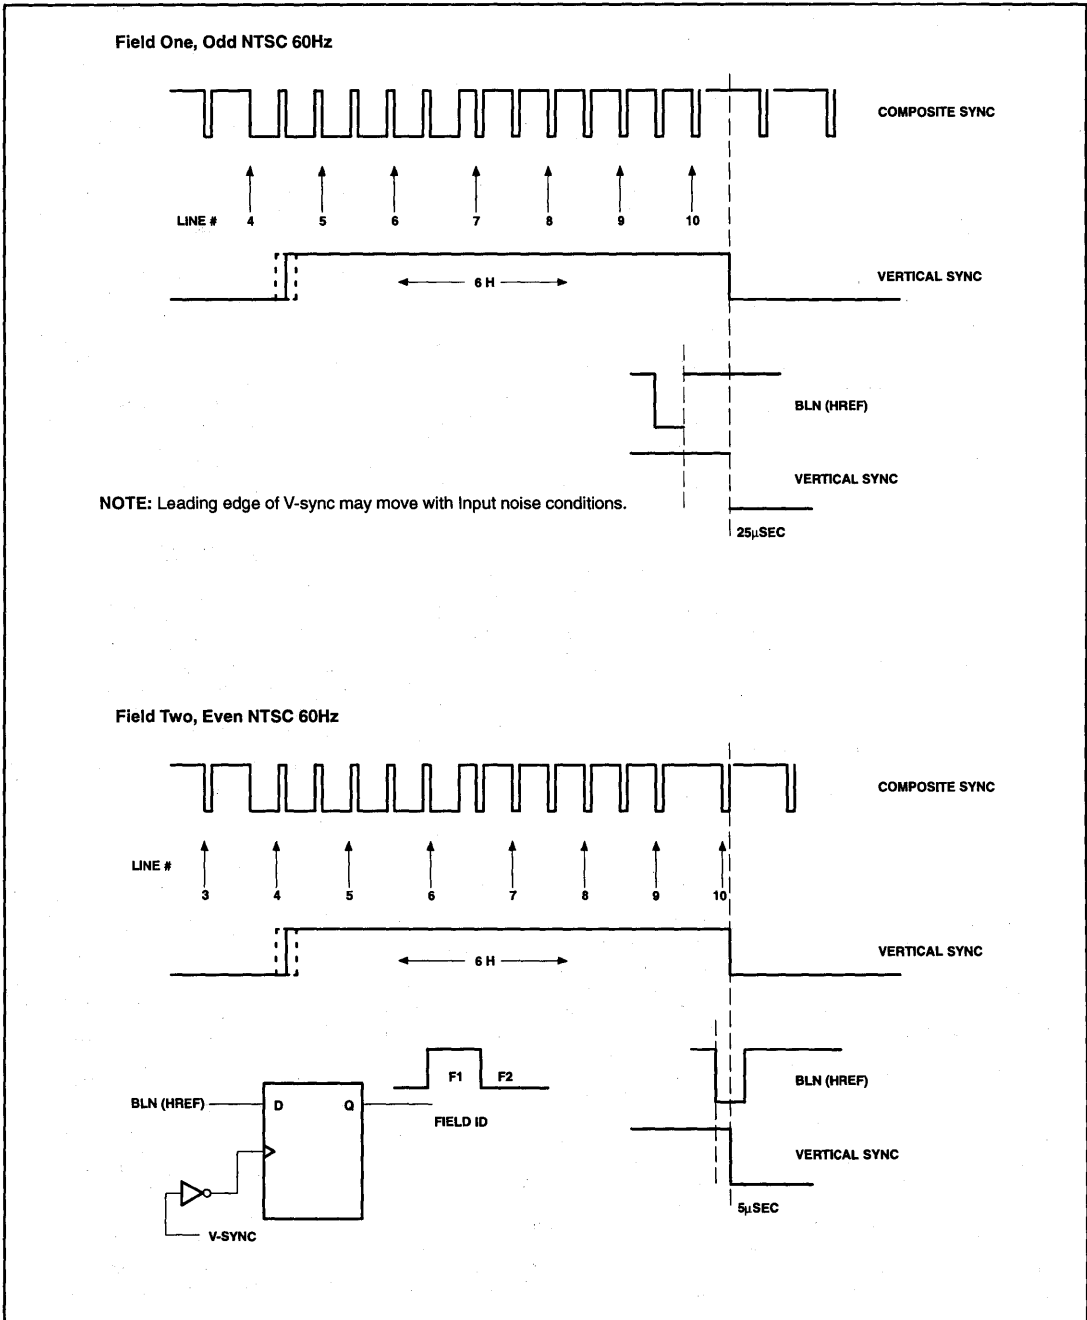 Field One, Odd NTSC 60Hz
COMPOSITE SYNC
LINE # 4 5 6 7 8 9 10
6 H
VERTICAL SYNC
BLN (HREF)
VERTICAL SYNC
NOTE: Leading edge of V-sync may move with Input noise conditions.
25µSEC
Field Two, Even NTSC 60Hz
COMPOSITE SYNC
LINE #
3 4 5 6 7 8 9 10
6 H
VERTICAL SYNC
F1 F2
BLN (HREF)
BLN (HREF) D Q
FIELD ID
VERTICAL SYNC
5µSEC
V-SYNC